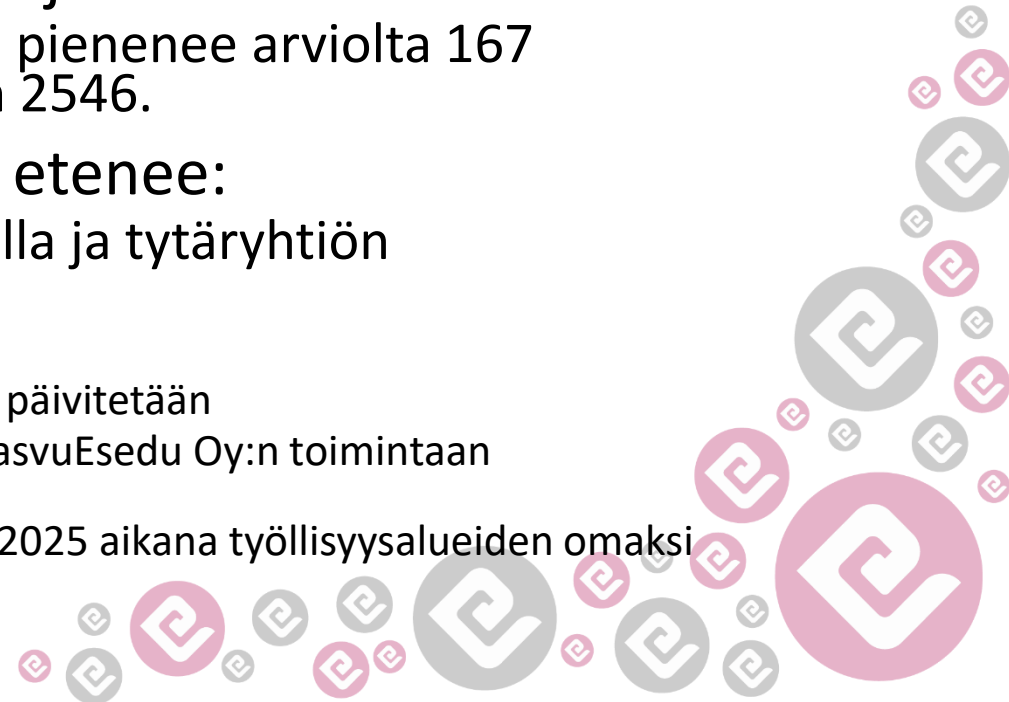 pienenee arviolta 167
2546.
etenee:
lla ja tytäryhtiön
päivitetään
asvuEsedu Oy:n toimintaan
2025 aikana työllisyysalueiden omaksi